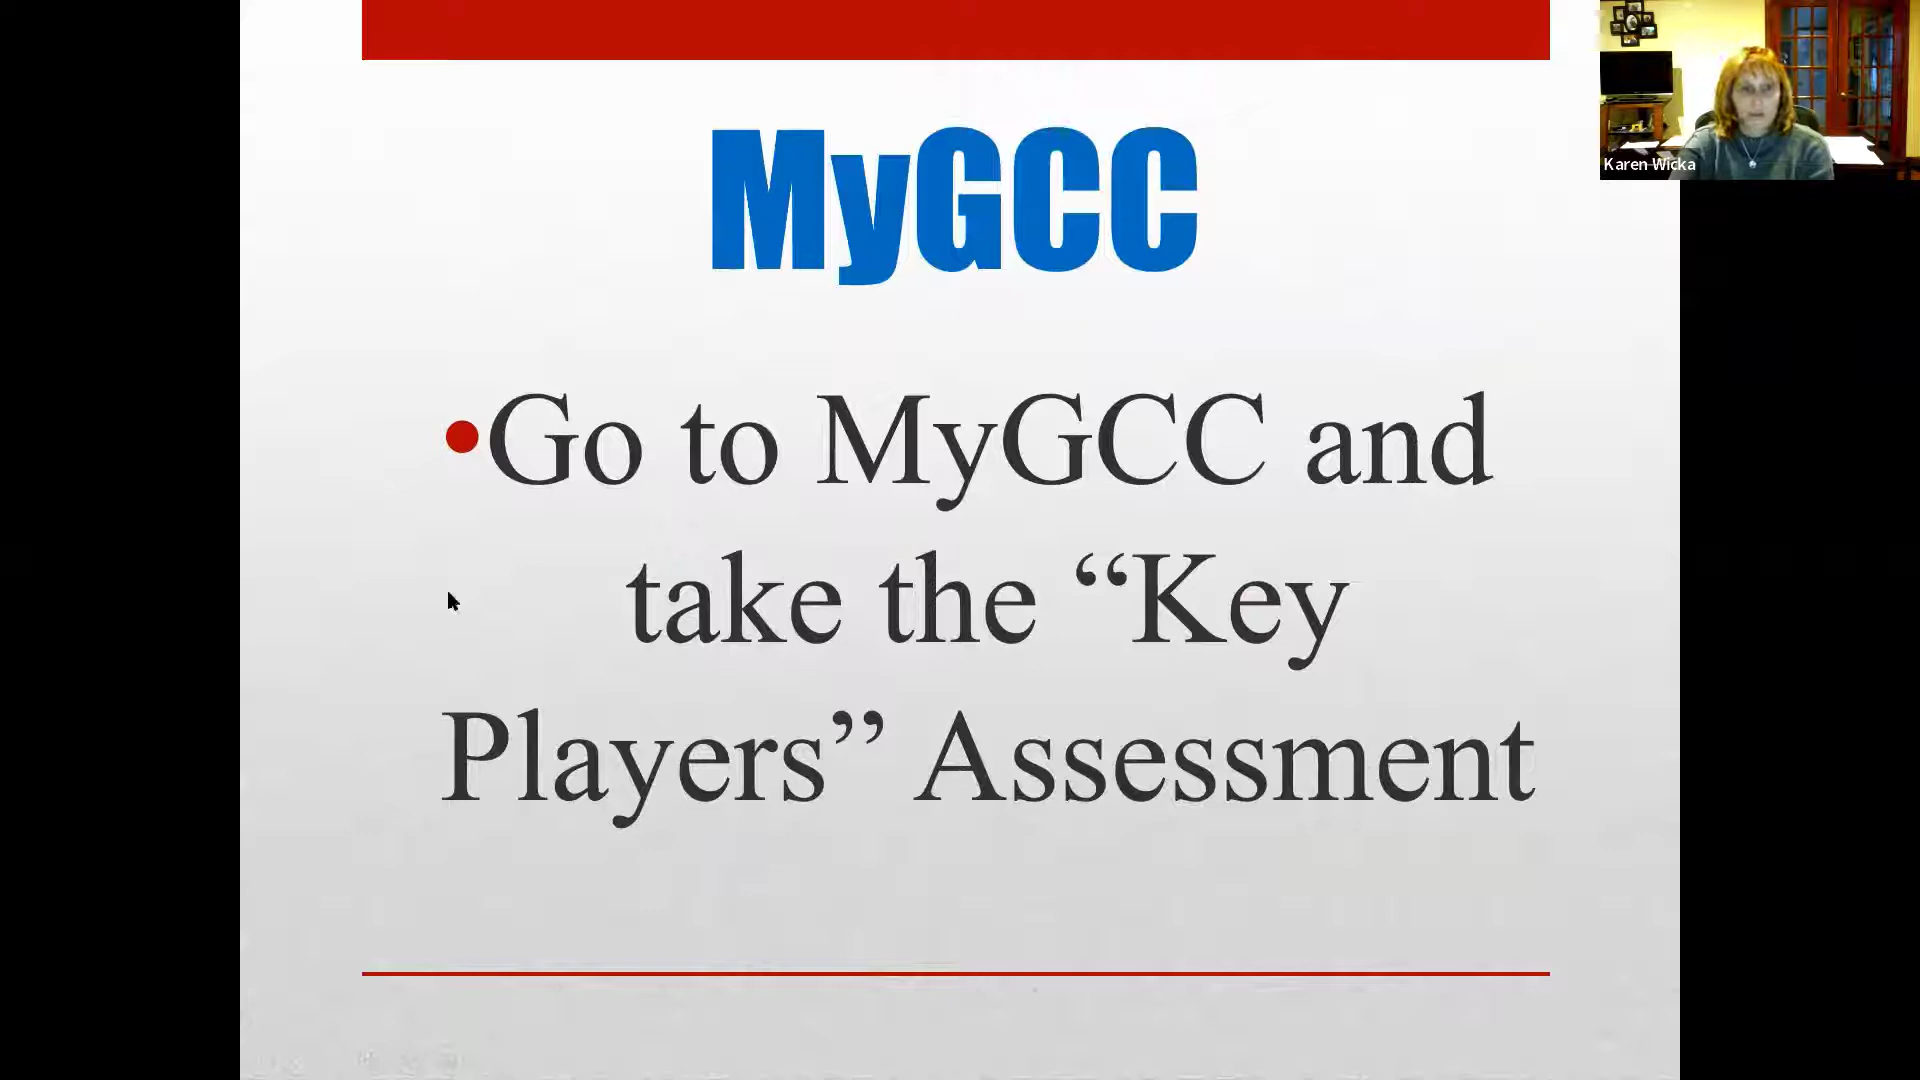 MyGCC
•Go to MyGCC and
take the “Key
Players” Assessment
Karen Wicka